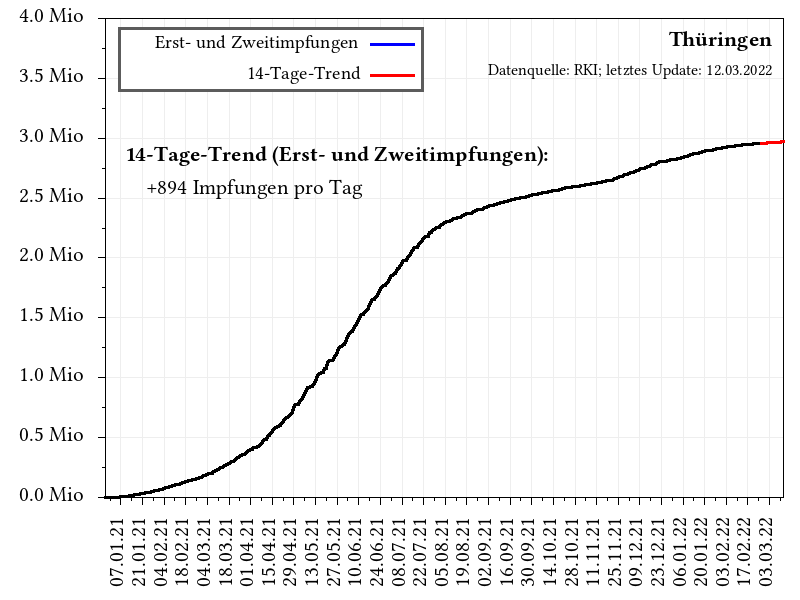 4.0 Mio
3.5 Mio
3.0 Mio
2.5 Mio
2.0 Mio
1.5 Mio
1.0 Mio
0.5 Mio
0.0 Mio
Erst- und Zweitimpfungen
14-Tage-Trend
Thüringen
Datenquelle: RKI; letztes Update: 12.03.2022
14-Tage-Trend (Erst- und Zweitimpfungen):
+894 Impfungen pro Tag
07.01.21
21.01.21
04.02.21
18.02.21
04.03.21
18.03.21
01.04.21
15.04.21
29.04.21
13.05.21
27.05.21
10.06.21
24.06.21
08.07.21
22.07.21
05.08.21
19.08.21
02.09.21
16.09.21
30.09.21
14.10.21
28.10.21
11.11.21
25.11.21
09.12.21
23.12.21
06.01.22
20.01.22
03.02.22
17.02.22
03.03.22